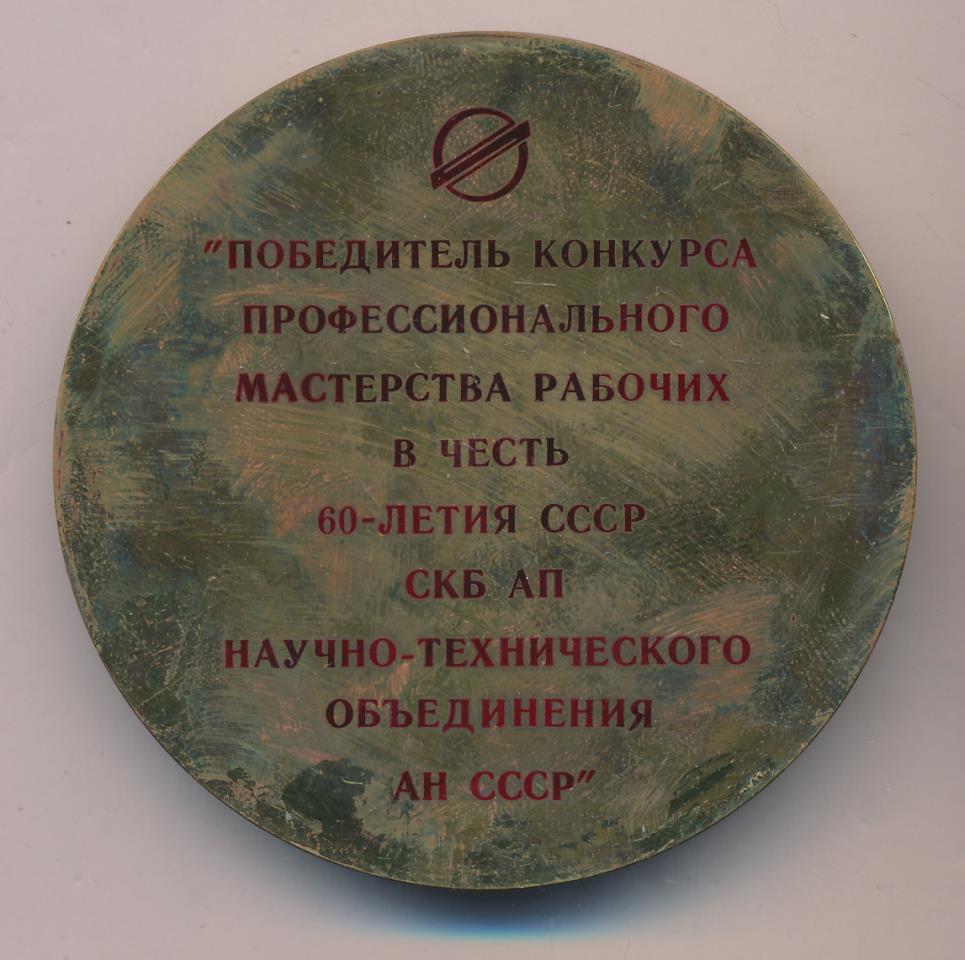 "ПОБЕДИТЕЛЬ КОНКУРСА
ПРОФЕССИОНАЛЬНОГО
МАСТЕРСТВА РАБОЧИХ
В ЧЕСТЬ
60-ЛЕТИЯ СССР
СКБ АП
НАУЧНО-ТЕХНИЧЕСКОГО
ОБЪЕДИНЕНИЯ
АН СССР"